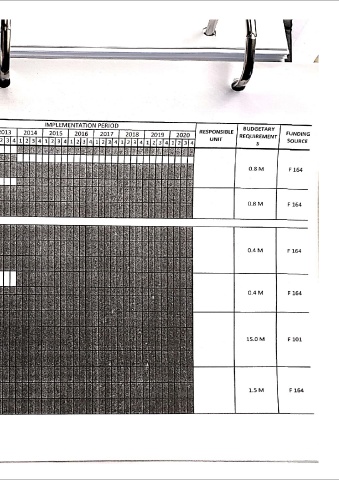 IMPLEMENTATION PERIOD
RESPONSIBLE UNIT
BUDGETARY REQUIREMENTS
FUNDING SOURCE
2013 2014 2015 2016 2017 2018 2019 2020
2 3 4 1 2 3 4 1 2 3 4 1 2 3 4 1 2 3 4 1 2 3 4 1 2 3 4 1 2 3 4
0.8 M F 164
0.8 M F 164
0.4 M F 164
0.4 M F 164
15.0 M F 101
1.5 M F 164